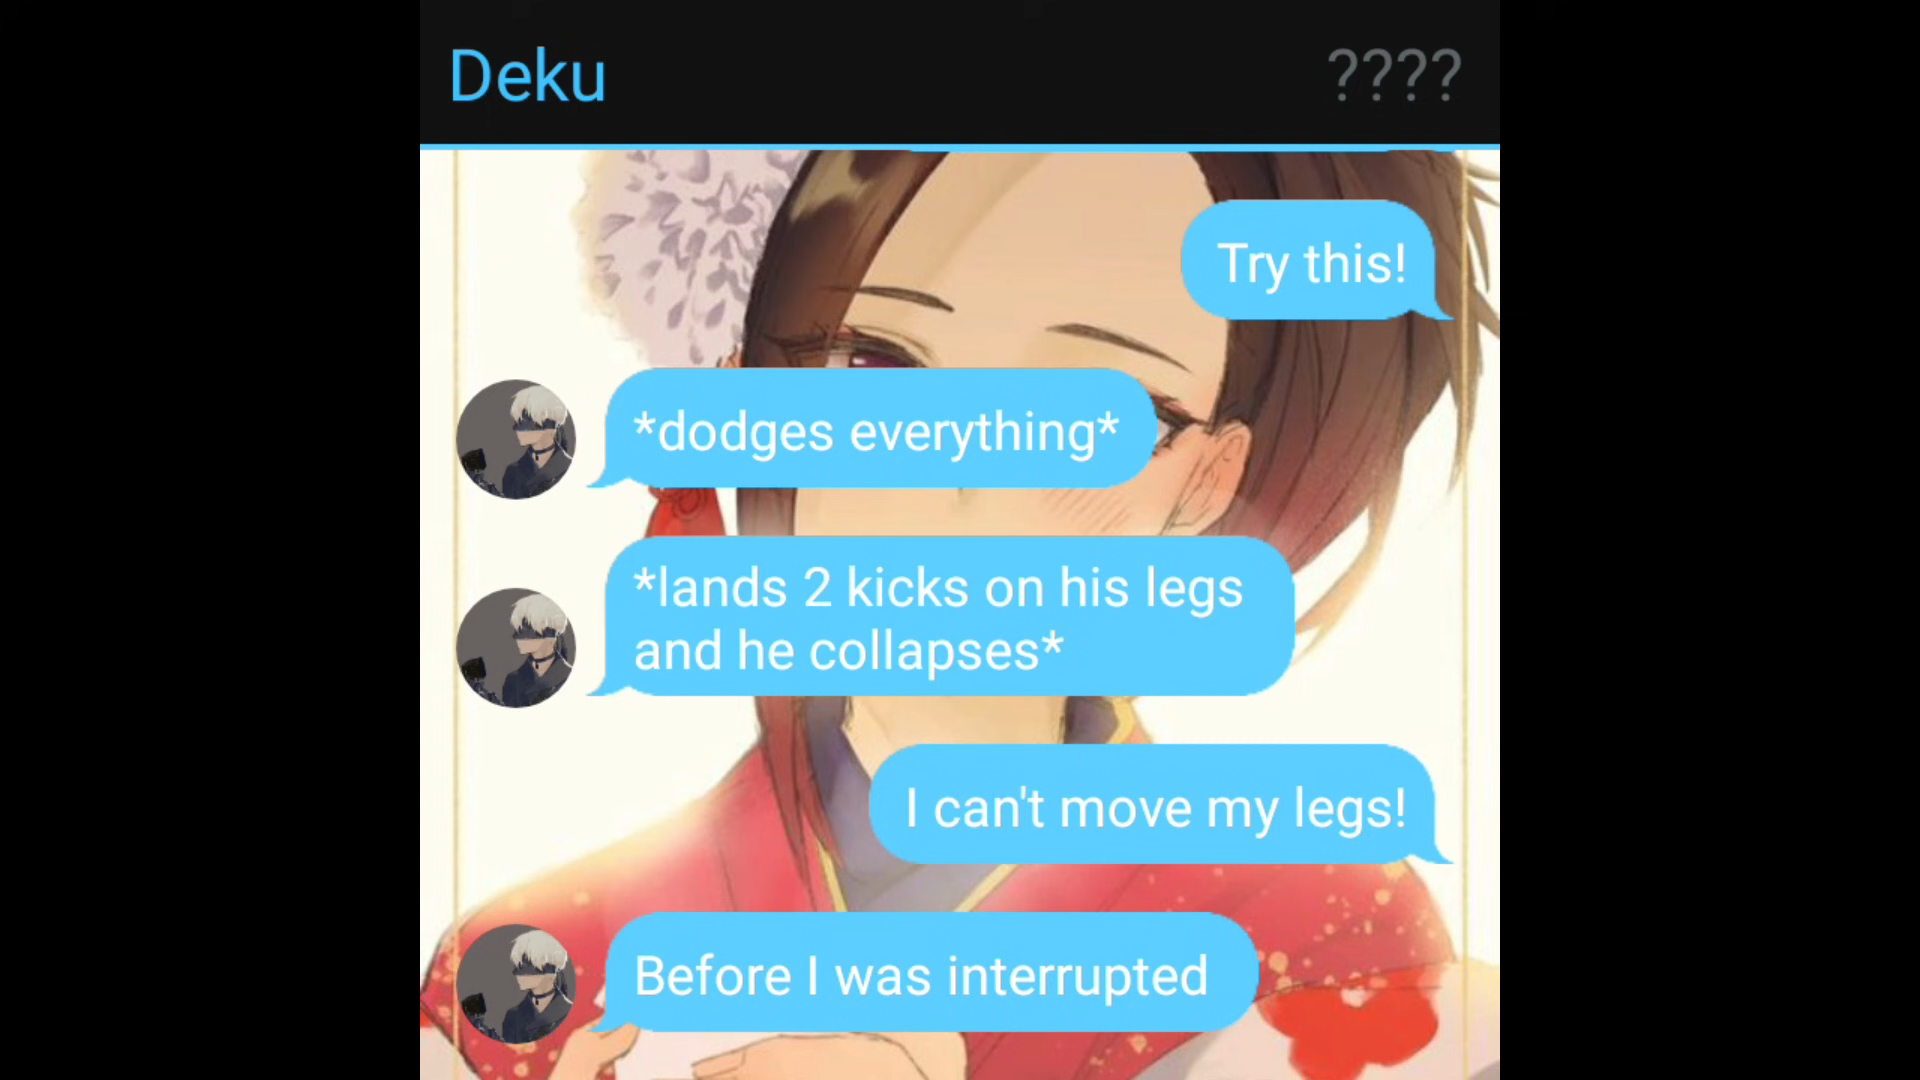 Deku
????
Try this!
*dodges everything*
*lands 2 kicks on his legs
and he collapses*
I can't move my legs!
Before I was interrupted